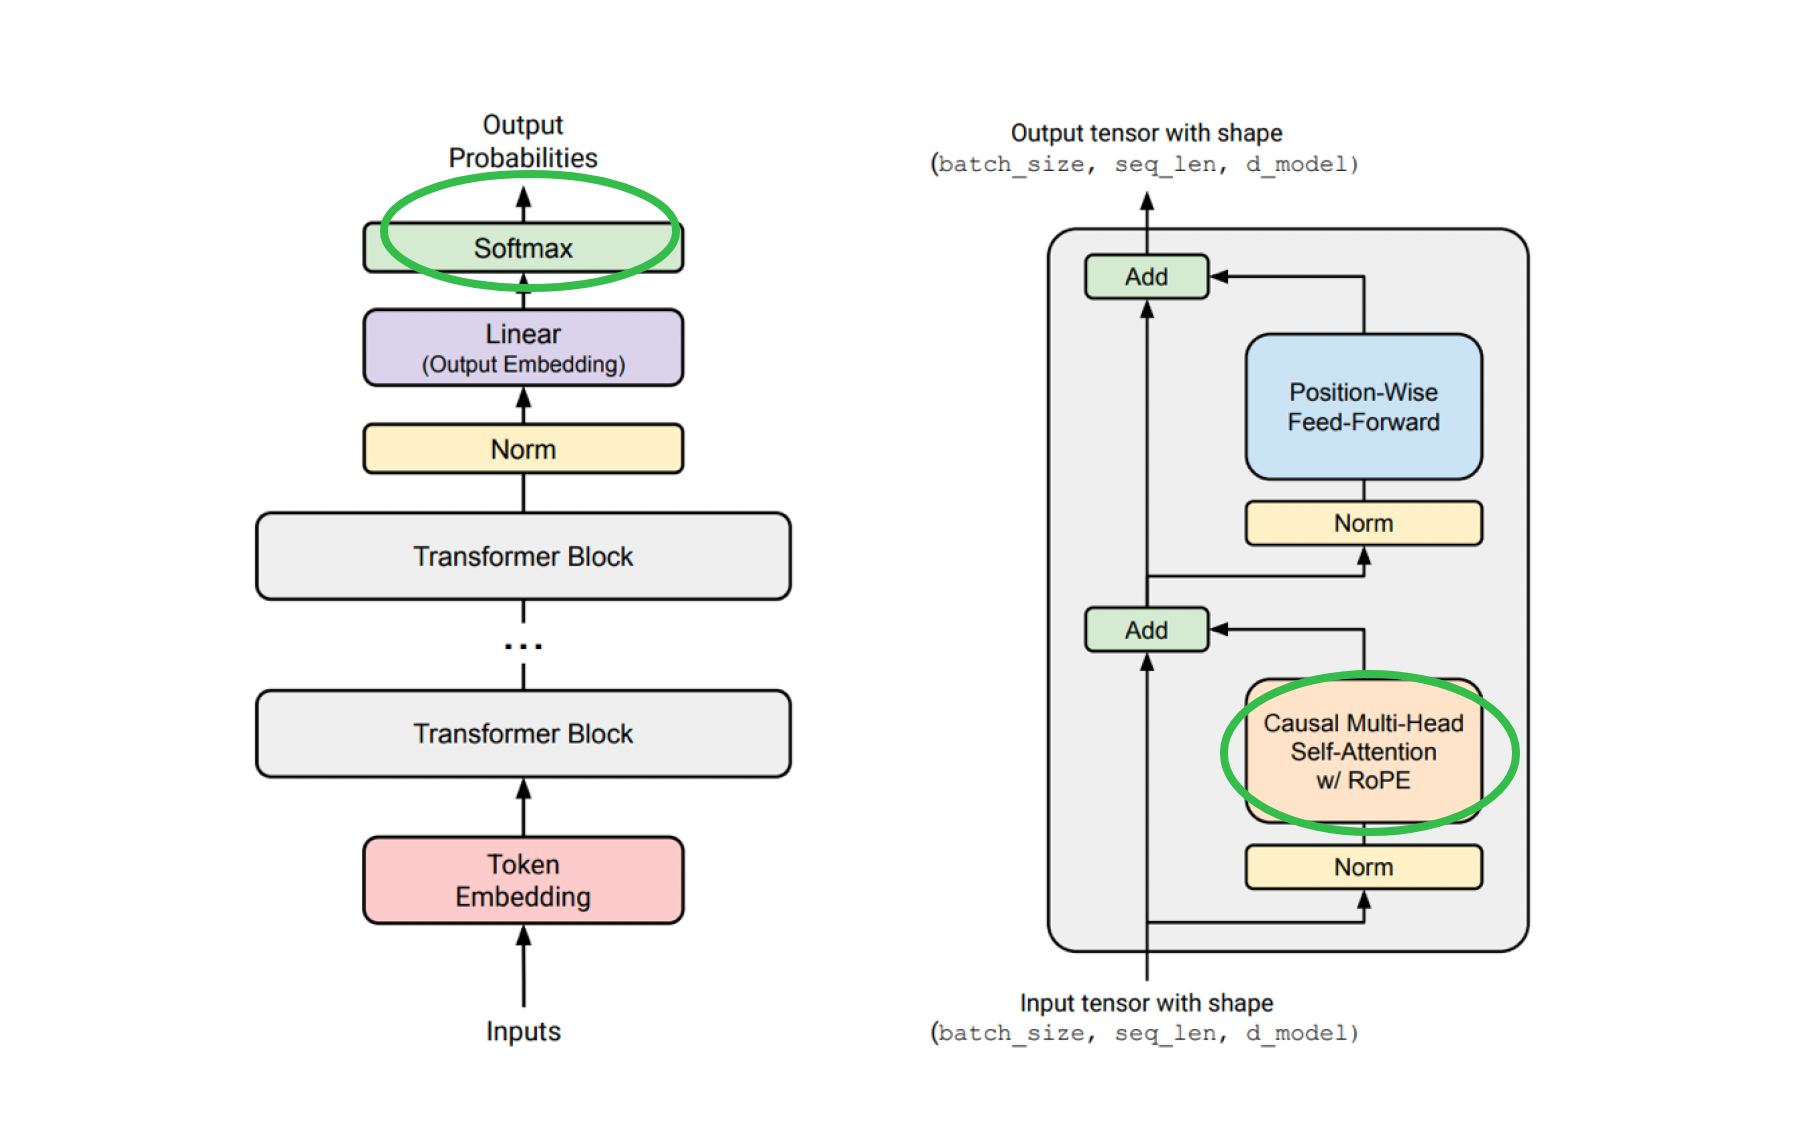 Output
Probabilities
Softmax
Linear
(Output Embedding)
Norm
Transformer Block
...
Transformer Block
Token
Embedding
Inputs
Output tensor with shape
(batch_size, seq_len, d_model)
Add
Position-Wise
Feed-Forward
Norm
Add
Causal Multi-Head
Self-Attention
w/ RoPE
Norm
Input tensor with shape
(batch_size, seq_len, d_model)